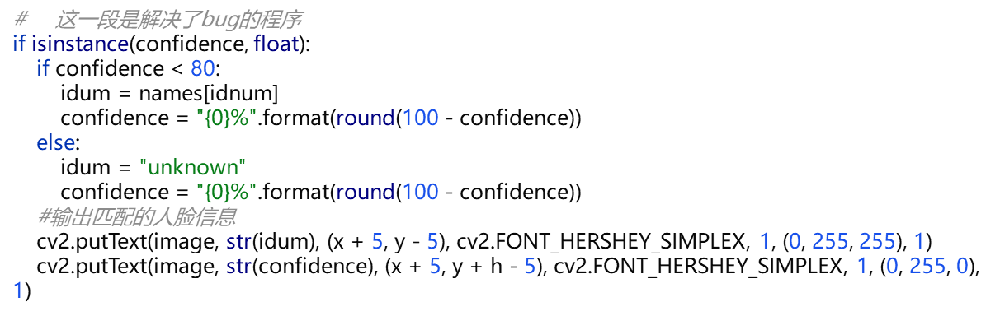 #    这一段是解决了bug的程序
if isinstance(confidence, float):
    if confidence < 80:
        idum = names[idnum]
        confidence = "{0}%".format(round(100 - confidence))
    else:
        idum = "unknown"
        confidence = "{0}%".format(round(100 - confidence))
    #输出匹配的人脸信息
    cv2.putText(image, str(idum), (x + 5, y - 5), cv2.FONT_HERSHEY_SIMPLEX, 1, (0, 255, 255), 1)
    cv2.putText(image, str(confidence), (x + 5, y + h - 5), cv2.FONT_HERSHEY_SIMPLEX, 1, (0, 255, 0),
1)